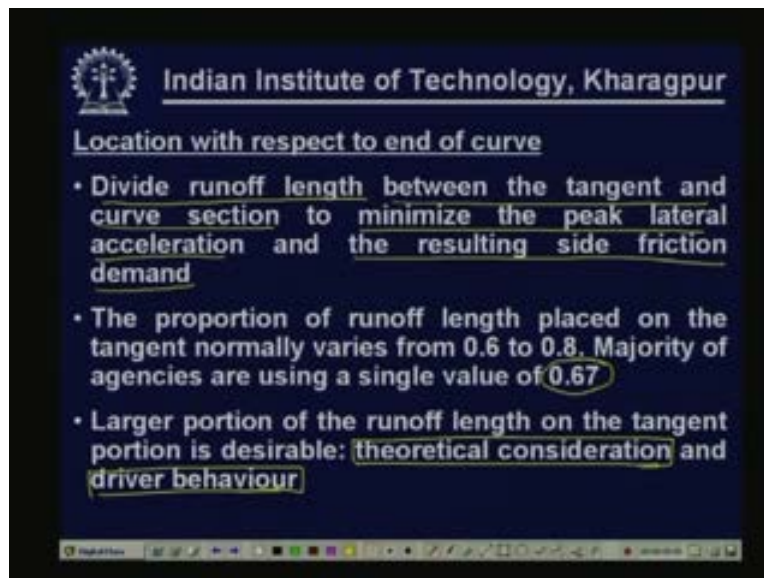 Indian Institute of Technology, Kharagpur
Location with respect to end of curve
• Divide runoff length between the tangent and
curve section to minimize the peak lateral
acceleration and the resulting side friction
demand
• The proportion of runoff length placed on the
tangent normally varies from 0.6 to 0.8. Majority of
agencies are using a single value of 0.67
• Larger portion of the runoff length on the tangent
portion is desirable: theoretical consideration and
driver behaviour